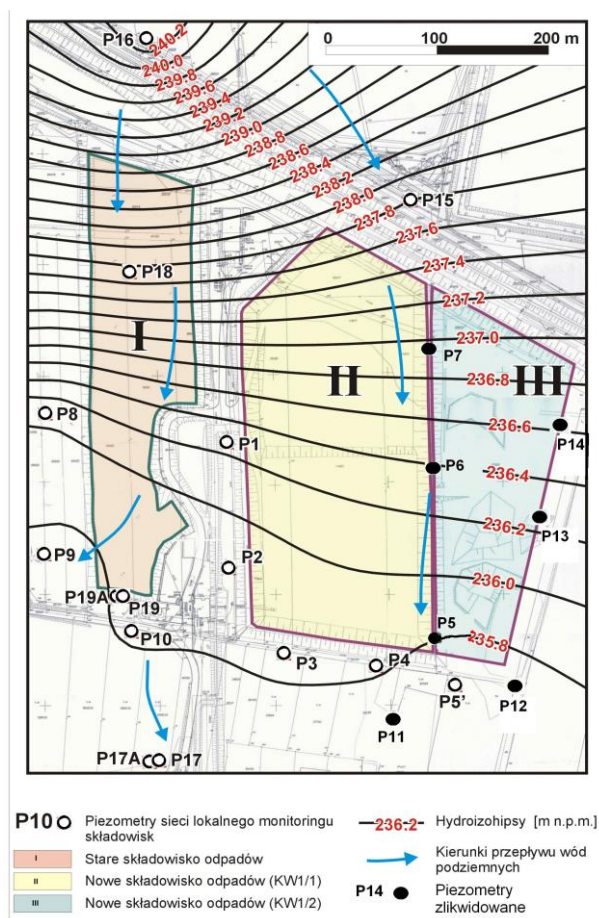 P16
0 100 200 m
240.2
240.0
239.8
239.6
239.4
239.2
239.0
238.8
238.6
238.4
238.2
238.0
237.8
P15
237.6
237.4
237.2
237.0
236.8
236.6
236.4
236.2
236.0
235.8
P18
I
II
III
P7
P8
P1
P14
P6
P13
P9
P2
P19A
P19
P10
P5
P3
P4
P5'
P12
P11
P17A
P17
P10 Piezometry sieci lokalnego monitoringu
składowisk
I Stare składowisko odpadów
II Nowe składowisko odpadów (KW1/1)
III Nowe składowisko odpadów (KW1/2)
236.2 Hydroizohipsy [m n.p.m.]
Kierunki przepływu wód
podziemnych
P14 Piezometry
zlikwidowane